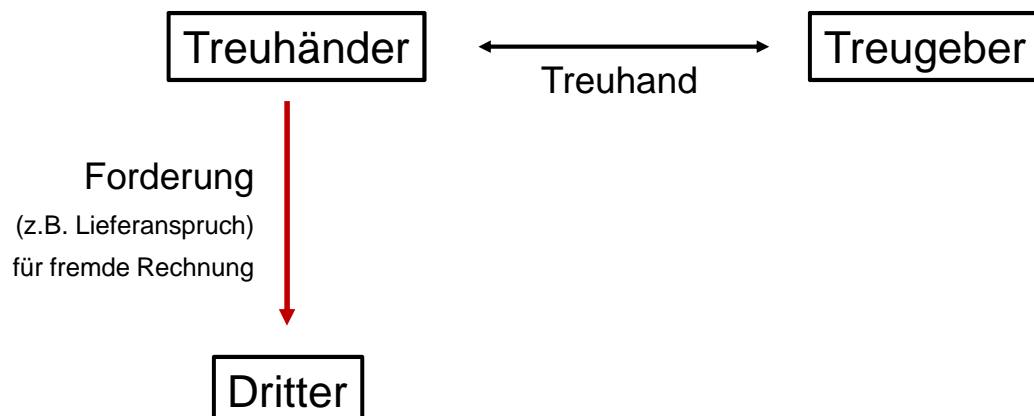 Treuhänder
Treugeber
Treuhand
Forderung
(z.B. Lieferanspruch)
für fremde Rechnung
Dritter